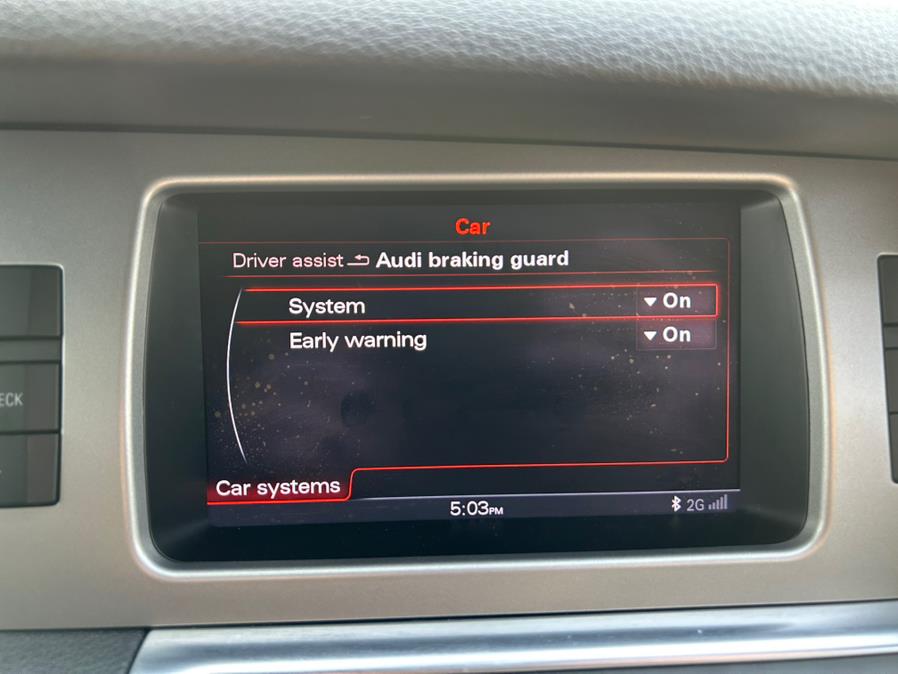 Car
Driver assist Audi braking guard
System On
Early warning On
Car systems
5:03PM 2G